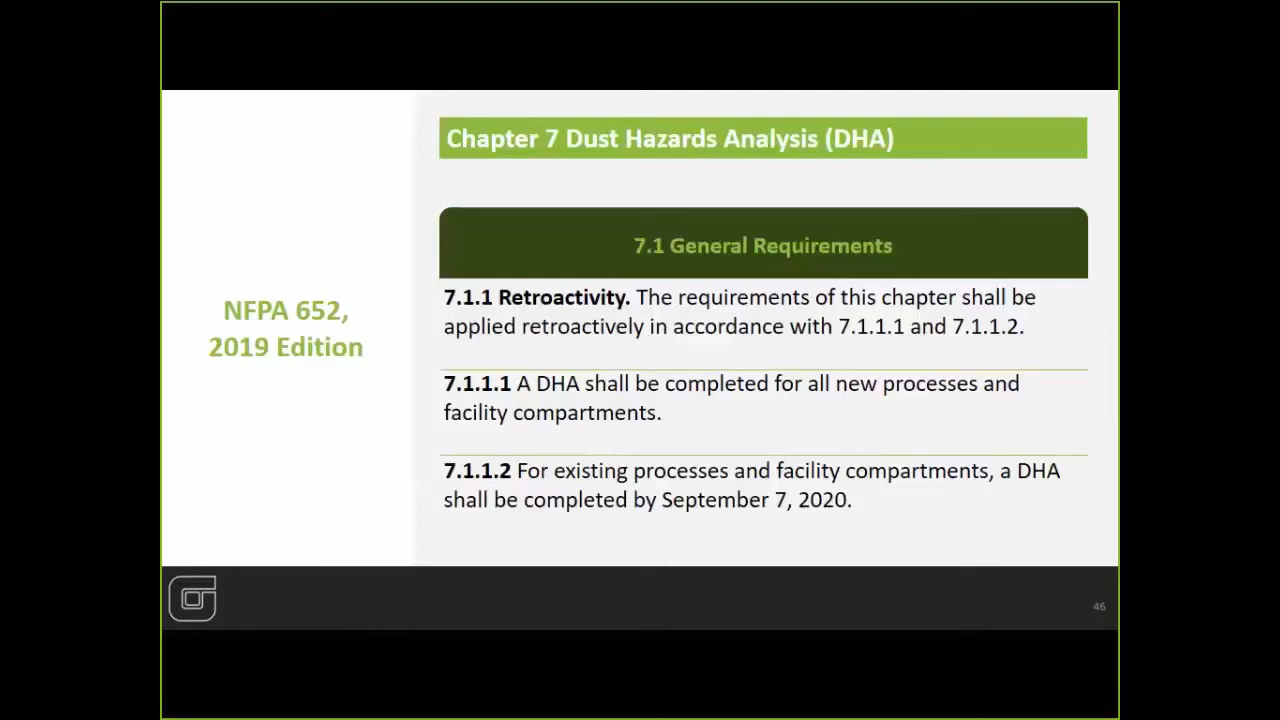 Chapter 7 Dust Hazards Analysis (DHA)
7.1 General Requirements
NFPA 652,
2019 Edition
7.1.1 Retroactivity. The requirements of this chapter shall be
applied retroactively in accordance with 7.1.1.1 and 7.1.1.2.
7.1.1.1 A DHA shall be completed for all new processes and
facility compartments.
7.1.1.2 For existing processes and facility compartments, a DHA
shall be completed by September 7, 2020.
46